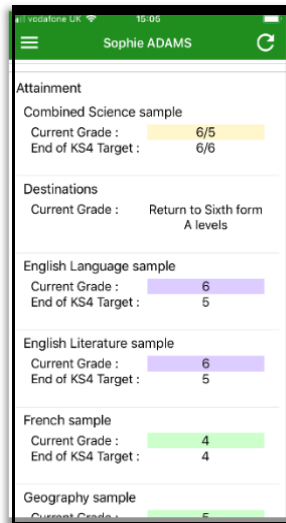 vodafone UK 15:05
Sophie ADAMS
Attainment
Combined Science sample
Current Grade : 6/5
End of KS4 Target : 6/6
Destinations
Current Grade : Return to Sixth form
A levels
English Language sample
Current Grade : 6
End of KS4 Target : 5
English Literature sample
Current Grade : 6
End of KS4 Target : 5
French sample
Current Grade : 4
End of KS4 Target : 4
Geography sample
Current Grade : 5